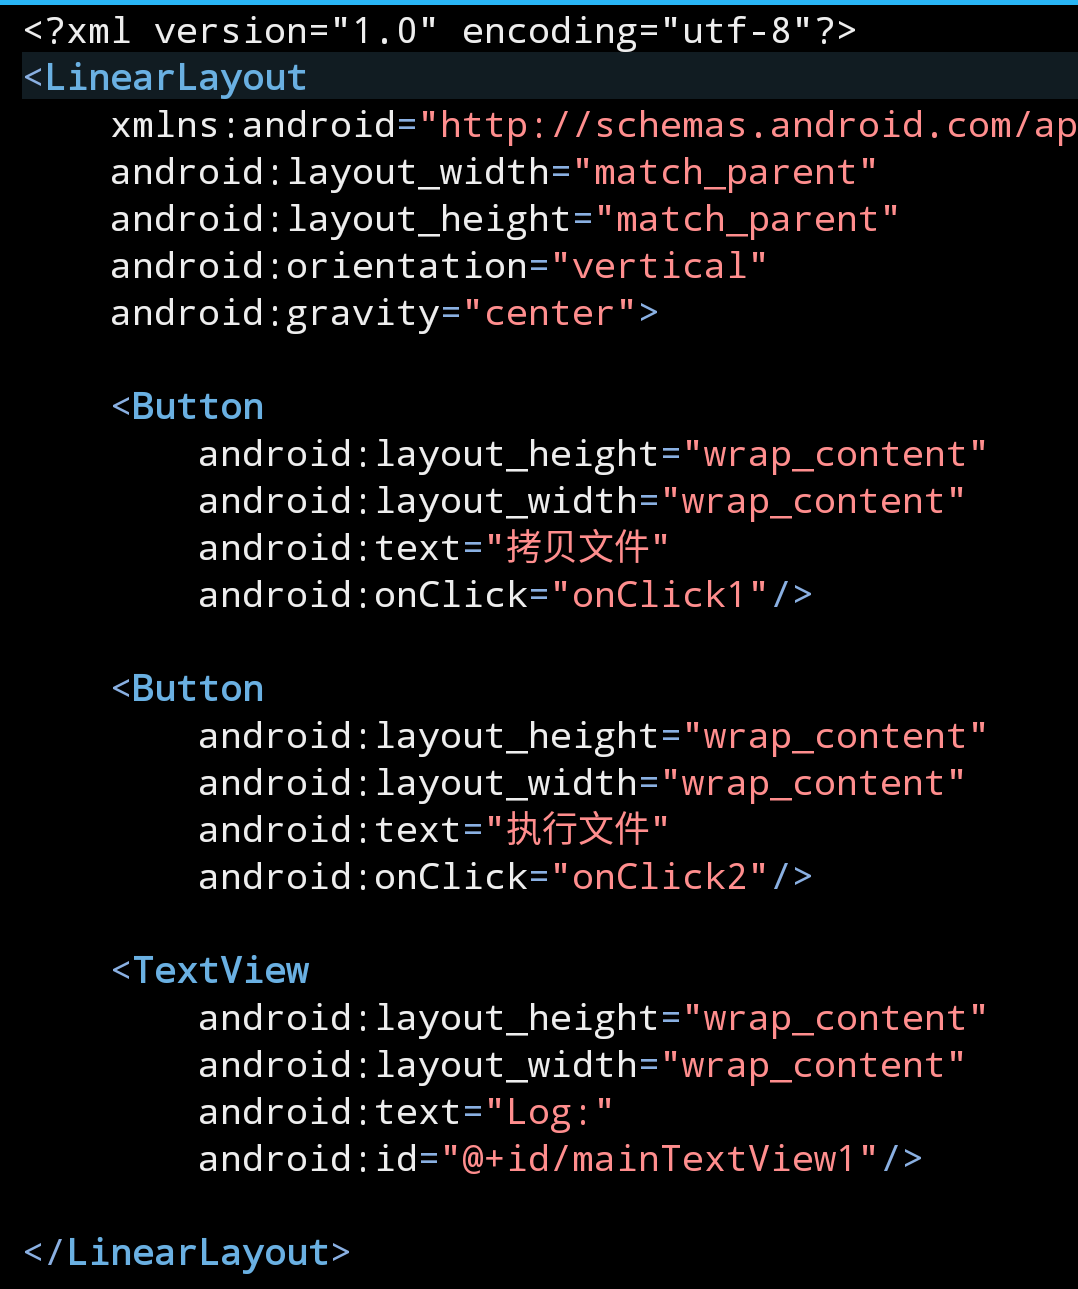 <?xml version="1.0" encoding="utf-8"?>
<LinearLayout
    xmlns:android="http://schemas.android.com/ap
    android:layout_width="match_parent"
    android:layout_height="match_parent"
    android:orientation="vertical"
    android:gravity="center">

    <Button
        android:layout_height="wrap_content"
        android:layout_width="wrap_content"
        android:text="拷贝文件"
        android:onClick="onClick1"/>

    <Button
        android:layout_height="wrap_content"
        android:layout_width="wrap_content"
        android:text="执行文件"
        android:onClick="onClick2"/>

    <TextView
        android:layout_height="wrap_content"
        android:layout_width="wrap_content"
        android:text="Log:"
        android:id="@+id/mainTextView1"/>

</LinearLayout>